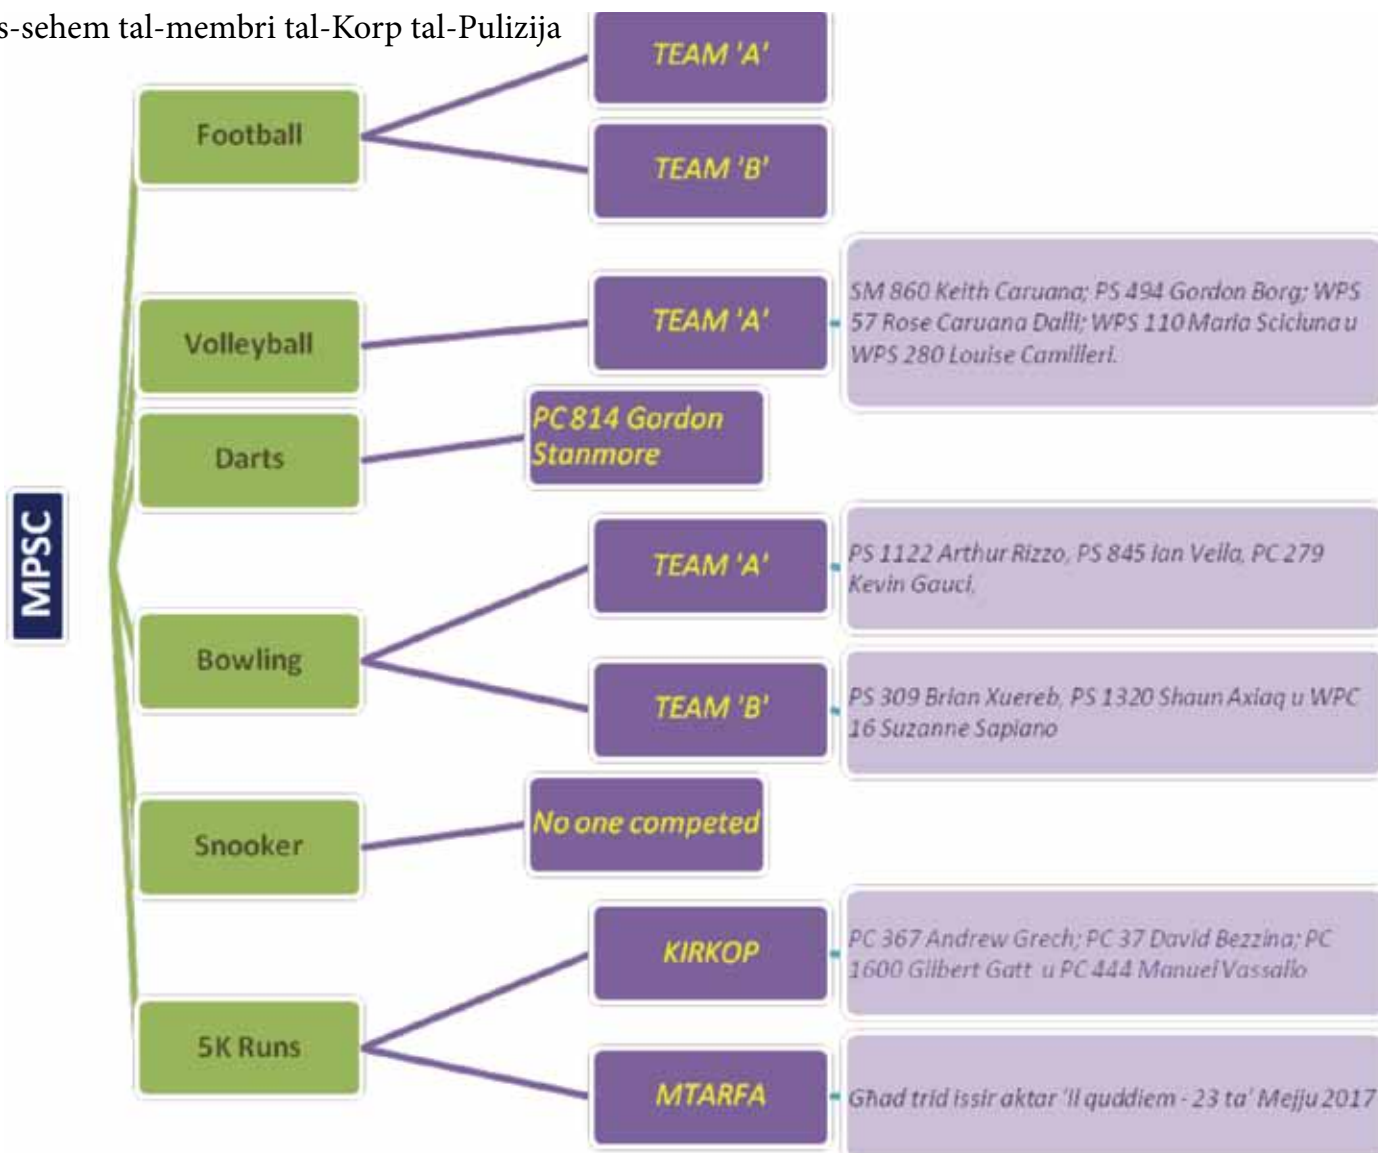 s-sehem tal-membri tal-Korp tal-Pulizija
MPSC
Football
TEAM 'A'
TEAM 'B'
Volleyball
TEAM 'A'
SM 860 Keith Caruana; PS 494 Gordon Borg; WPS
57 Rose Caruana Dalli; WPS 110 Maria Scicluna u
WPS 280 Louise Camilleri.
Darts
PC 814 Gordon
Stanmore
Bowling
TEAM 'A'
PS 1122 Arthur Rizzo, PS 845 Ian Vella, PC 279
Kevin Gauci,
TEAM 'B'
PS 309 Brian Xuereb, PS 1320 Shaun Axiaq u WPC
16 Suzanne Sapiano
Snooker
No one competed
5K Runs
KIRKOP
PC 367 Andrew Grech; PC 37 David Bezzina; PC
1600 Gilbert Gatt u PC 444 Manuel Vassallo
MTARFA
Għad trid issir aktar 'il quddiem - 23 ta' Mejju 2017